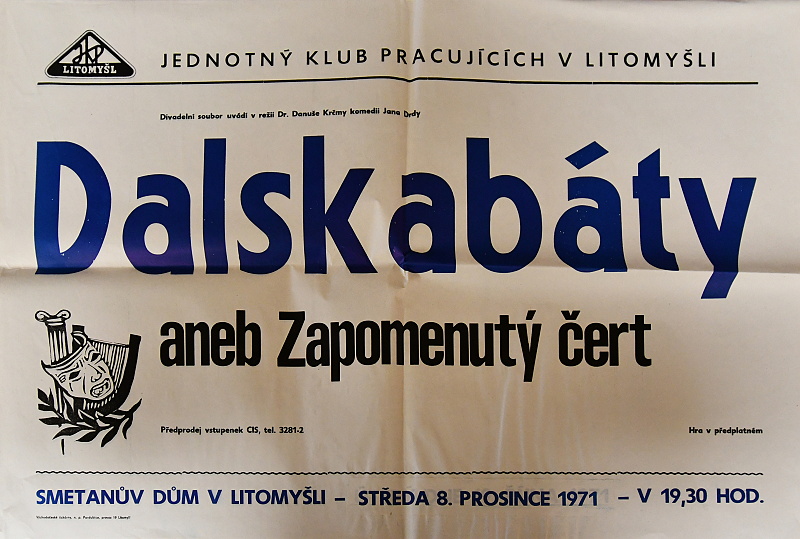 JKP
LITOMYŠL
JEDNOTNÝ KLUB PRACUJÍCÍCH V LITOMYŠLI
Divadelní soubor uvádí v režii Dr. Danuše Krčmy komedii Jana Drdy
Dalskabáty
aneb Zapomenutý čert
Předprodej vstupenek CIS, tel. 3281-2
Hra v předplatném
SMETANŮV DŮM V LITOMYŠLI – STŘEDA 8. PROSINCE 1971 – V 19,30 HOD.